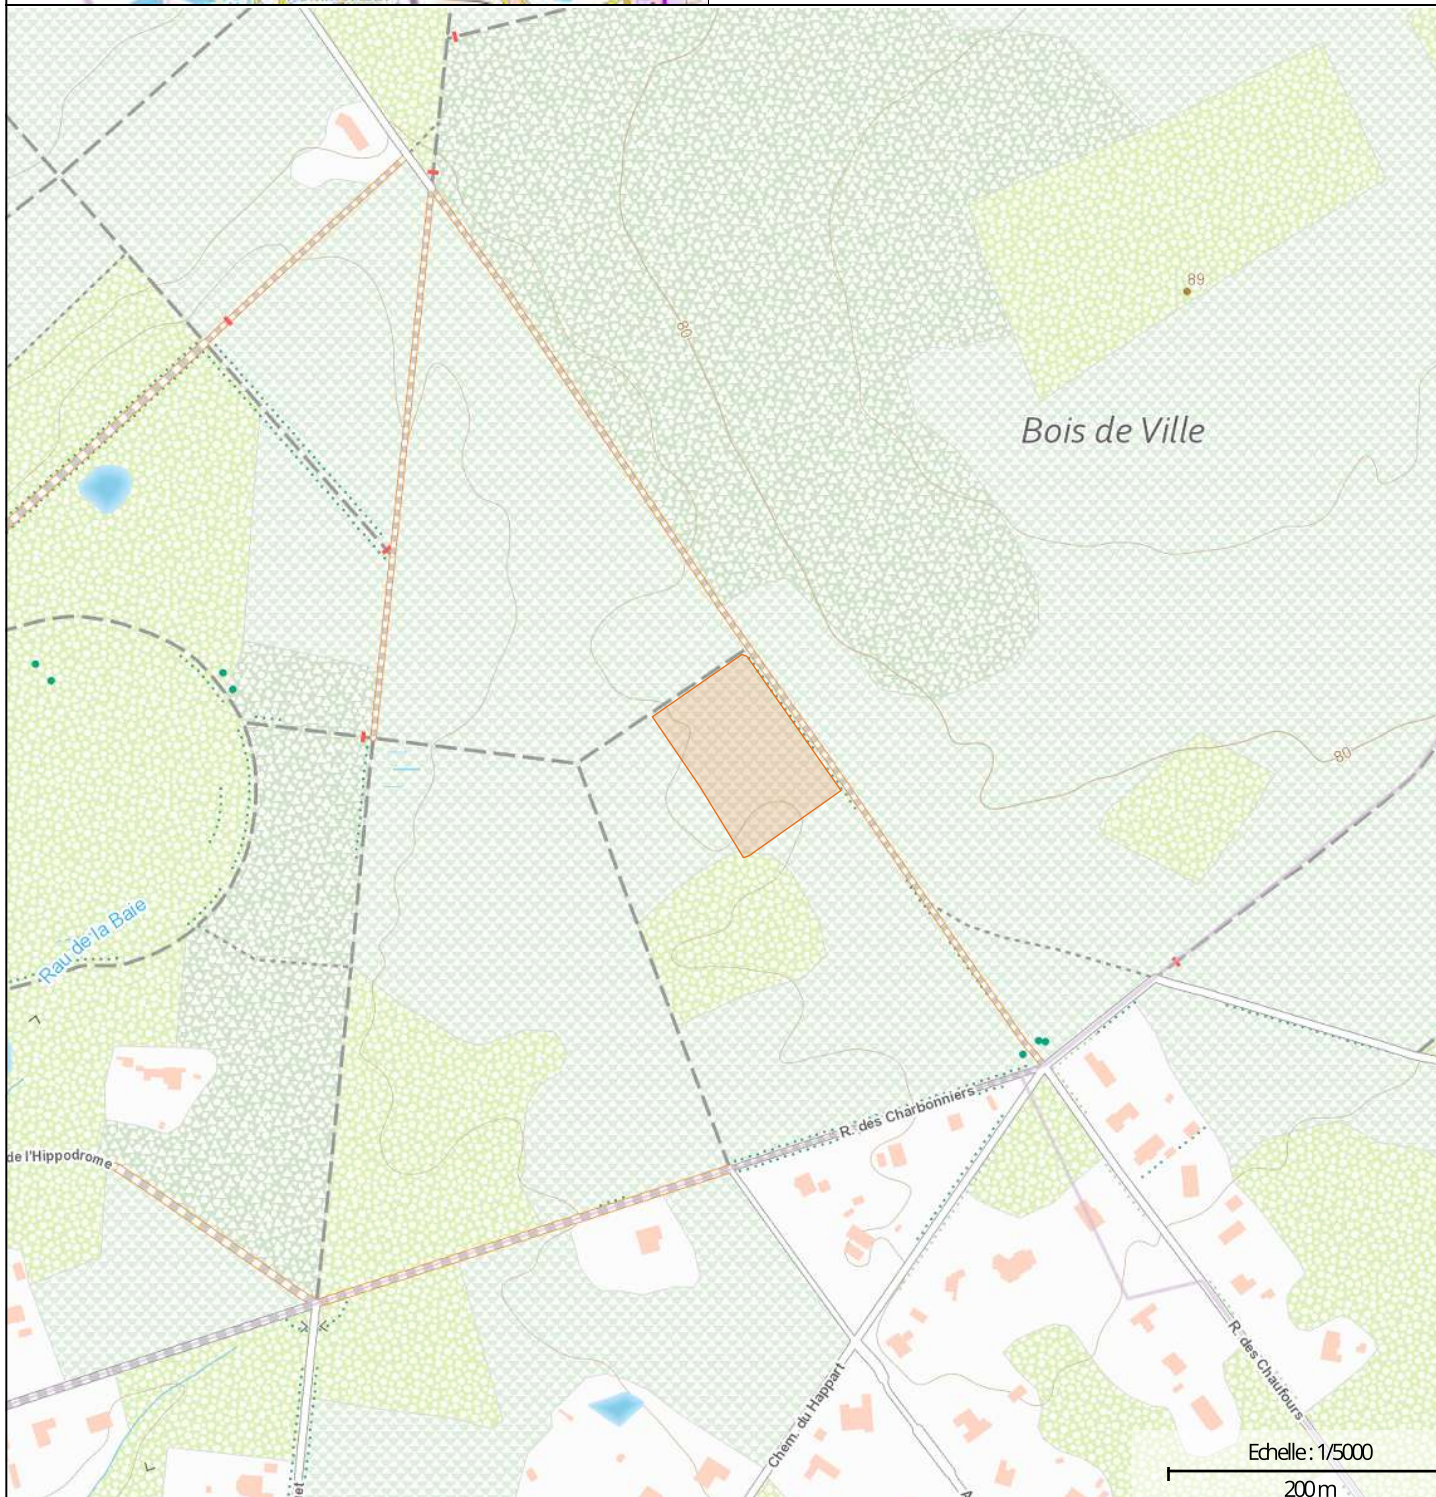 89
80
Bois de Ville
80
Rau de la Baie
R. des Charbonniers
de l'Hippodrome
R. des Chaufours
Chem. du Happart
Echelle : 1/5000
200 m